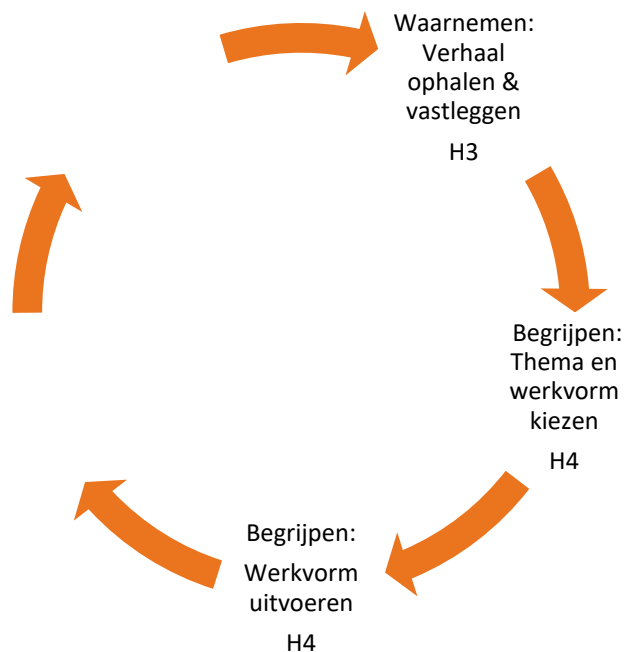 Waarnemen:
Verhaal
ophalen &
vastleggen
H3
Begrijpen:
Thema en
werkvorm
kiezen
H4
Begrijpen:
Werkvorm
uitvoeren
H4